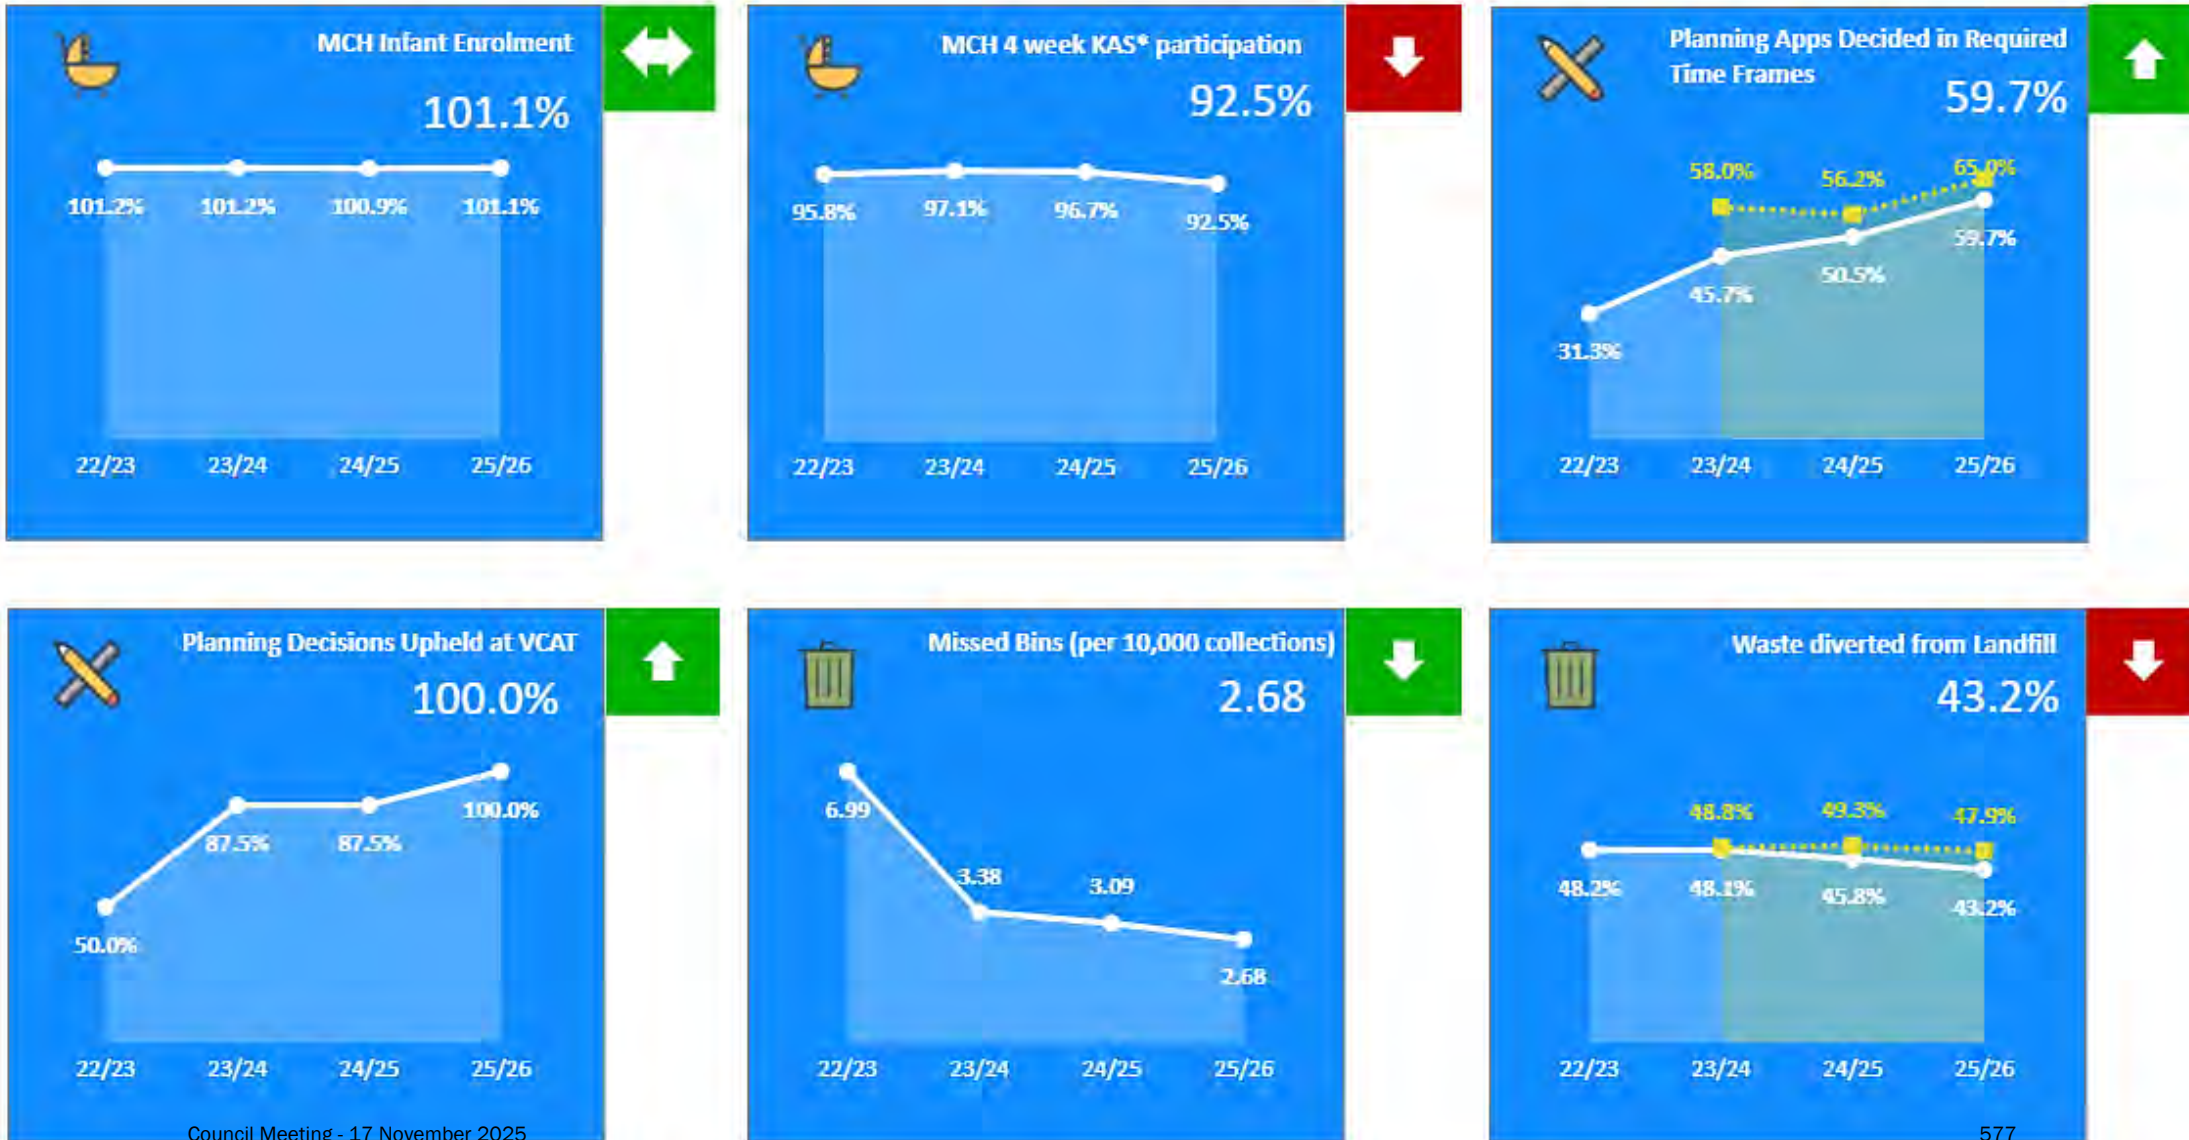 MCH Infant Enrolment
101.1%
101.2% 101.2% 100.9% 101.1%
22/23 23/24 24/25 25/26
MCH 4 week KAS* participation
92.5%
95.8% 97.1% 96.7% 92.5%
22/23 23/24 24/25 25/26
Planning Apps Decided in Required
Time Frames
59.7%
58.0% 56.2% 65.0%
31.3% 45.7% 50.5% 59.7%
22/23 23/24 24/25 25/26
Planning Decisions Upheld at VCAT
100.0%
50.0% 87.5% 87.5% 100.0%
22/23 23/24 24/25 25/26
Missed Bins (per 10,000 collections)
2.68
6.99 3.38 3.09 2.68
22/23 23/24 24/25 25/26
Waste diverted from Landfill
43.2%
48.8% 49.3% 47.9%
48.2% 48.1% 45.8% 43.2%
22/23 23/24 24/25 25/26
Council Meeting - 17 November 2025
577